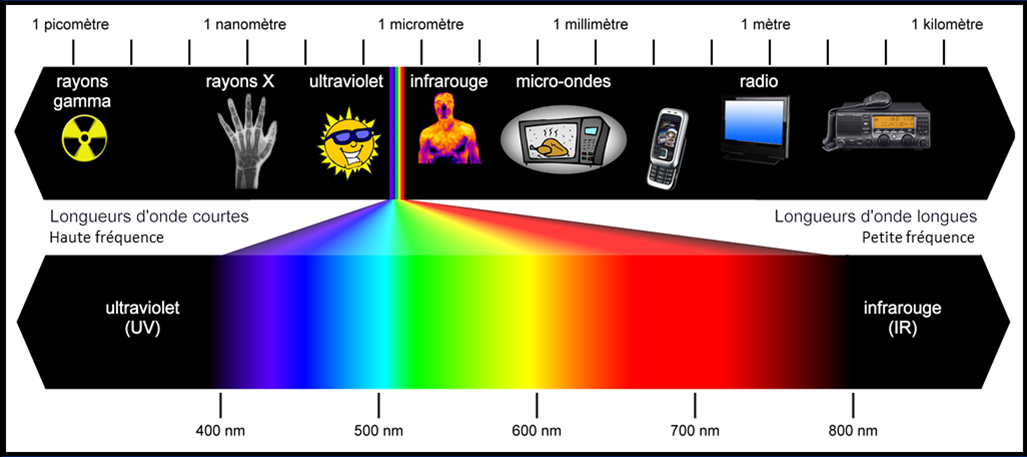 1 picomètre 1 nanomètre 1 micromètre 1 millimètre 1 mètre 1 kilomètre
rayons gamma rayons X ultraviolet infrarouge micro-ondes radio
Longueurs d'onde courtes Longueurs d'onde longues
Haute fréquence Petite fréquence
ultraviolet infrarouge
(UV) (IR)
400 nm 500 nm 600 nm 700 nm 800 nm